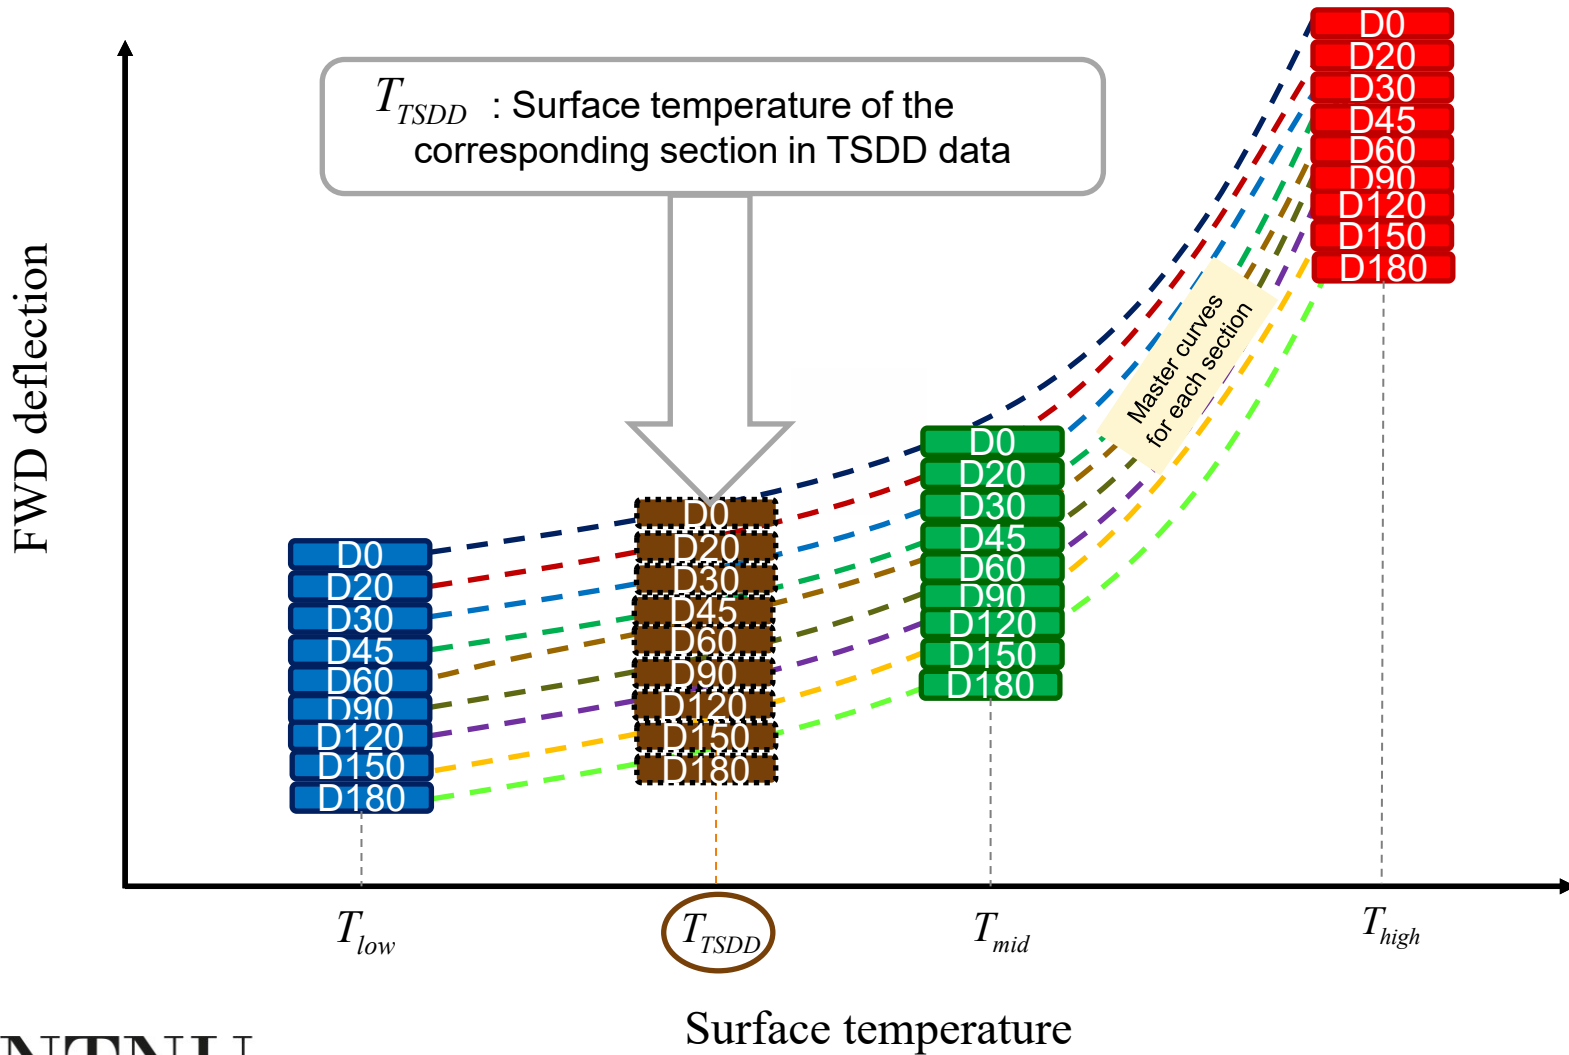 T_TSDD : Surface temperature of the
corresponding section in TSDD data
FWD deflection
D0
D20
D30
D45
D60
D90
D120
D150
D180
D0
D20
D30
D45
D60
D90
D120
D150
D180
D0
D20
D30
D45
D60
D90
D120
D150
D180
D0
D20
D30
D45
D60
D90
D120
D150
D180
Master curves
for each section
T_low
T_TSDD
T_mid
T_high
Surface temperature
NTNU